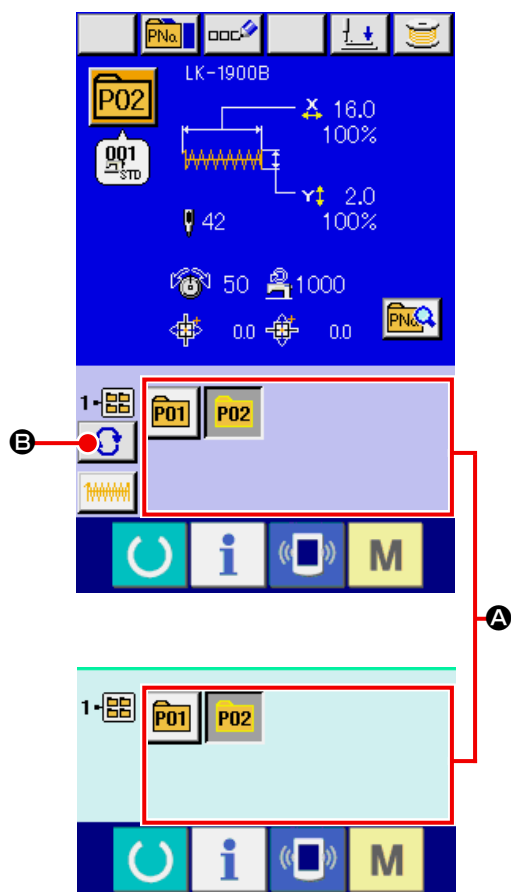 PNo.
LK-1900B
P02
X 16.0
100%
001
STD
Y 2.0
100%
42
50 1000
PNo.
0.0 0.0
1
P01 P02
B
i M
A
1
P01 P02
i M